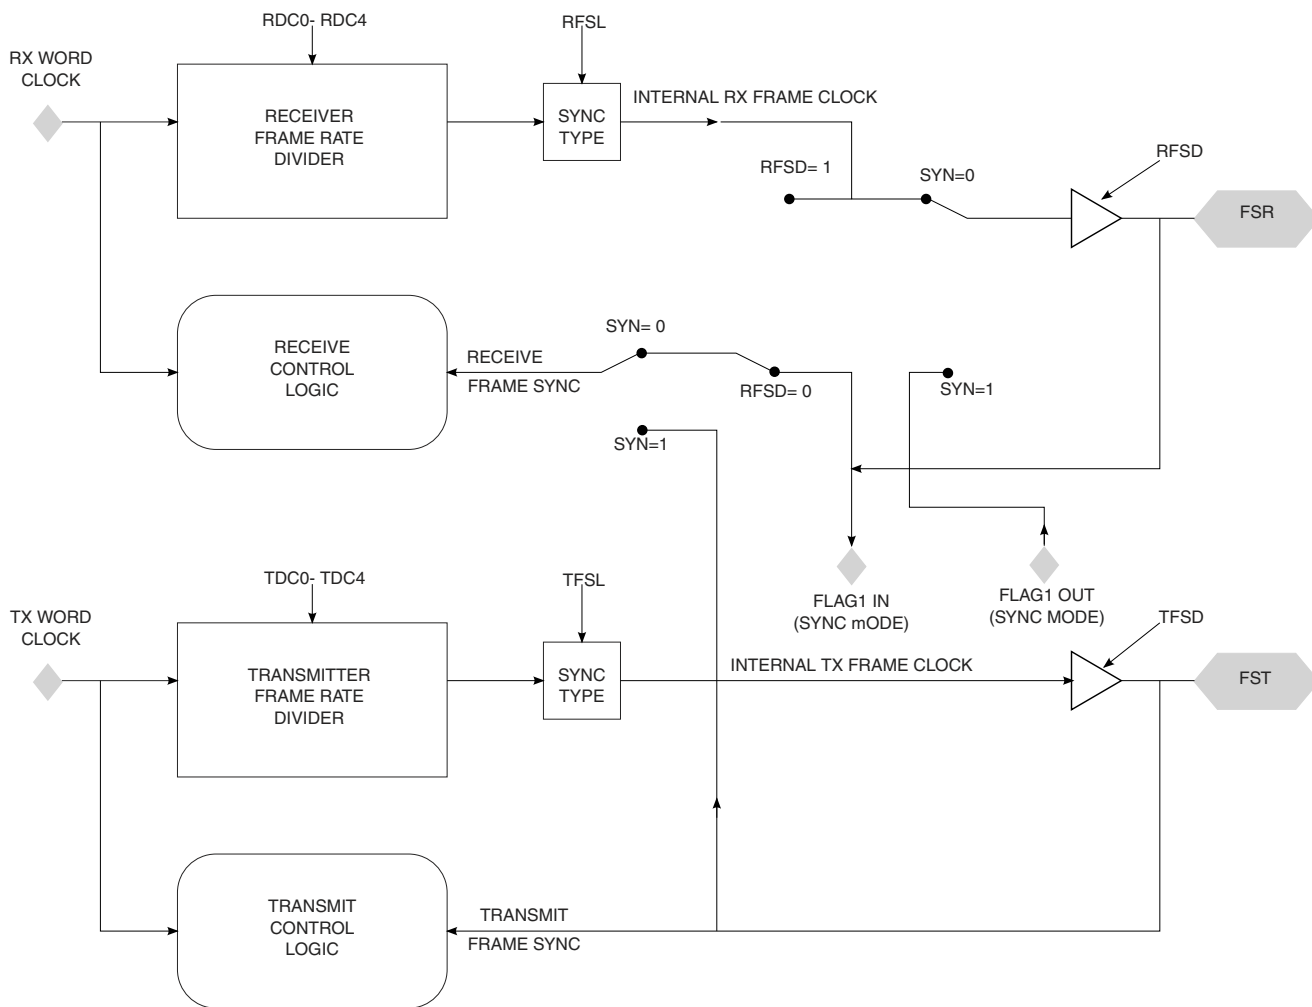 RDC0- RDC4
RFSL
RX WORD
CLOCK
RECEIVER
FRAME RATE
DIVIDER
SYNC
TYPE
INTERNAL RX FRAME CLOCK
RFSD= 1
SYN=0
RFSD
FSR
RECEIVE
CONTROL
LOGIC
RECEIVE
FRAME SYNC
SYN= 0
RFSD= 0
SYN=1
SYN=1
TDC0- TDC4
TFSL
FLAG1 IN
(SYNC mODE)
FLAG1 OUT
(SYNC MODE)
TX WORD
CLOCK
TRANSMITTER
FRAME RATE
DIVIDER
SYNC
TYPE
INTERNAL TX FRAME CLOCK
TFSD
FST
TRANSMIT
CONTROL
LOGIC
TRANSMIT
FRAME SYNC